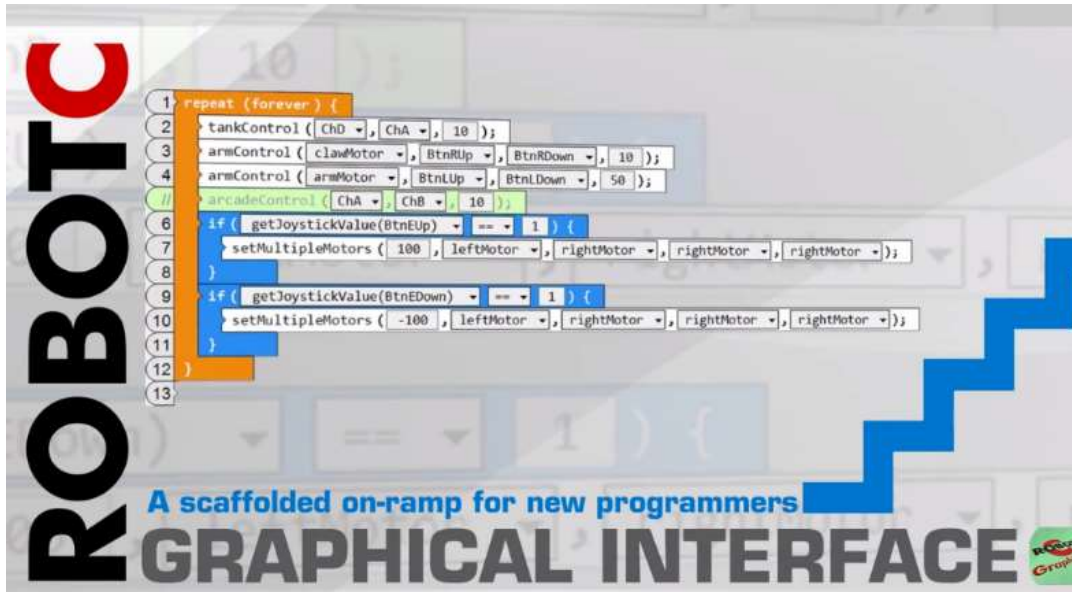 ROBOTC
1 repeat (forever) {
2 tankControl ( ChD , ChA , 10 );
3 armControl ( clawMotor , BtnRUp , BtnRDown , 10 );
4 armControl ( armMotor , BtnLUp , BtnLDown , 50 );
// arcadeControl ( ChA , ChB , 10 );
6 if ( getJoystickValue(BtnEUp) == 1 ) {
7 setMultipleMotors ( 100 , leftMotor , rightMotor , rightMotor , rightMotor );
8 }
9 if ( getJoystickValue(BtnEDown) == 1 ) {
10 setMultipleMotors ( -100 , leftMotor , rightMotor , rightMotor , rightMotor );
11 }
12 }
13
A scaffolded on-ramp for new programmers
GRAPHICAL INTERFACE